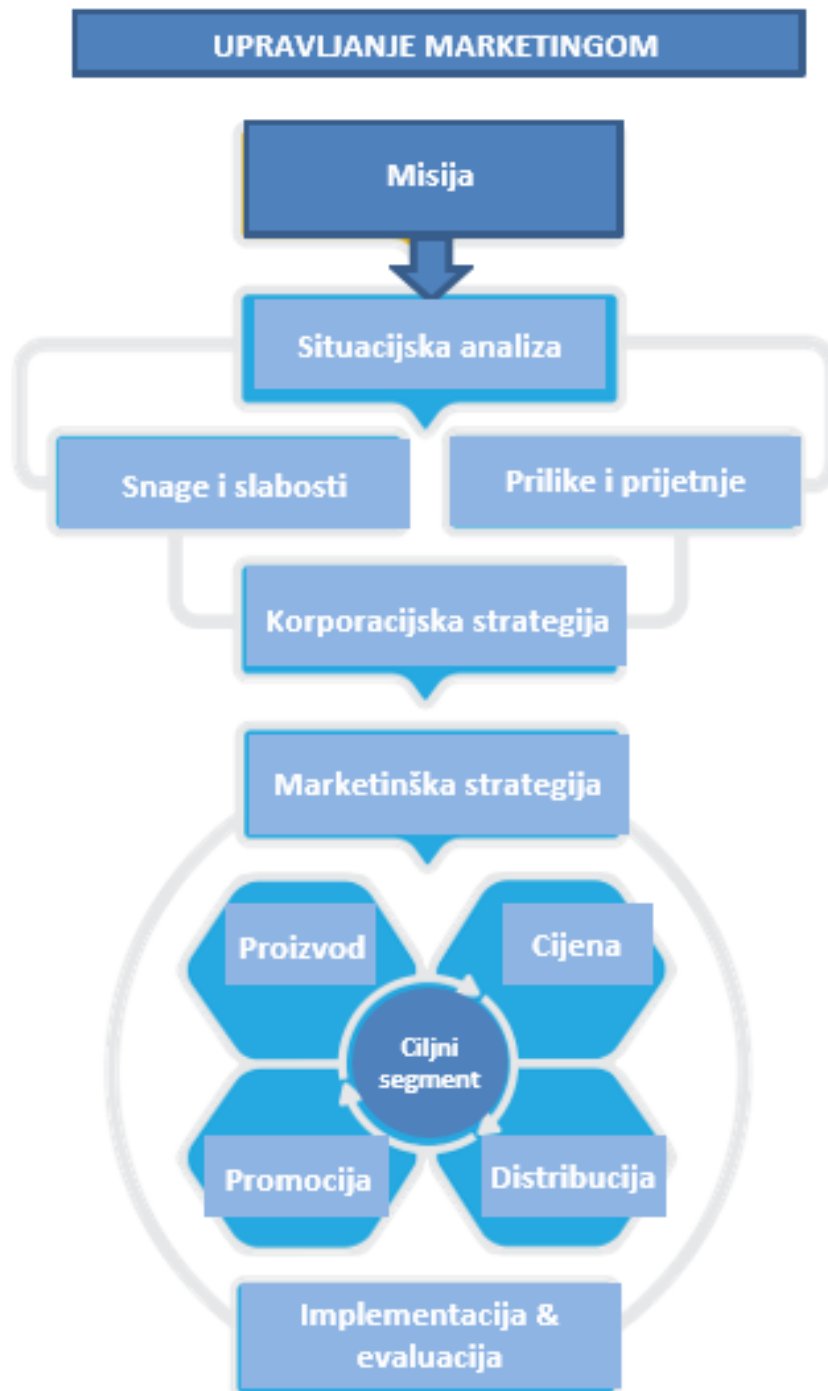 UPRAVLJANJE MARKETINGOM
Misija
Situacijska analiza
Snage i slabosti
Prilike i prijetnje
Korporacijska strategija
Marketinška strategija
Proizvod
Cijena
Ciljni
segment
Promocija
Distribucija
Implementacija &
evaluacija